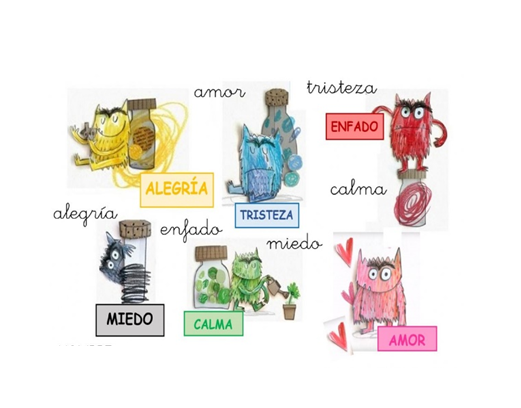 amor
tristeza
ENFADO
ALEGRÍA
calma
TRISTEZA
alegría
enfado
miedo
MIEDO
CALMA
AMOR